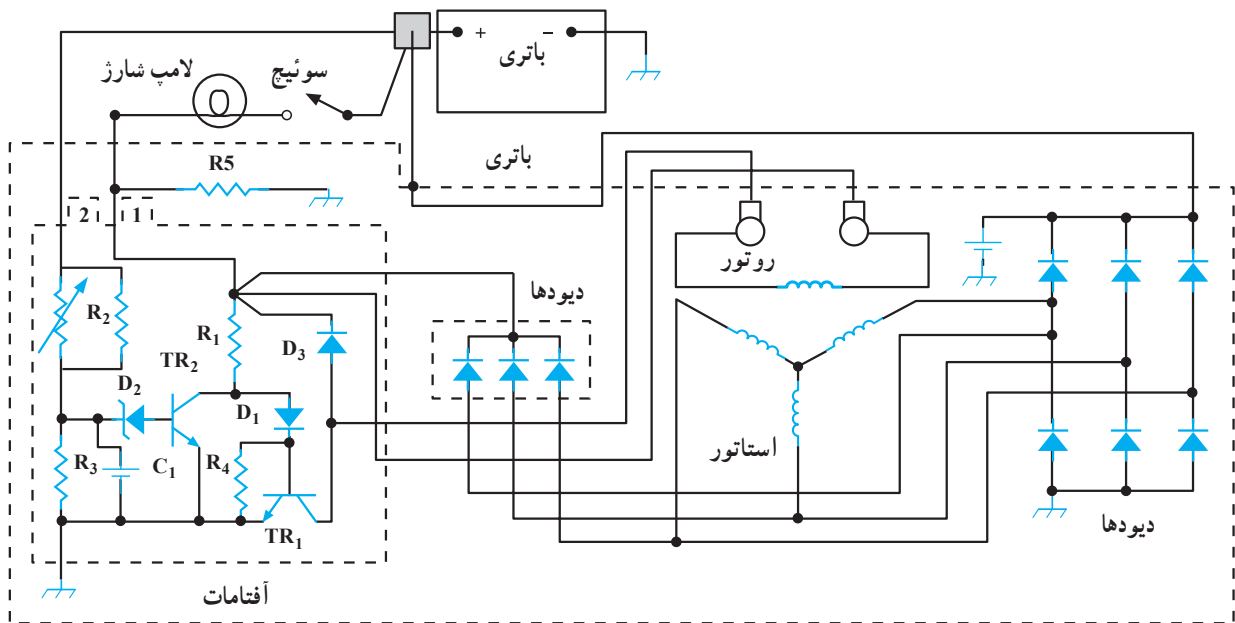 + −
باتری
لامپ شارژ
سوئیچ
باتری
R5
2
1
روتور
دیودها
R2
R1
TR2
D3
D2
D1
R3
C1
R4
TR1
استاتور
دیودها
آفتامات